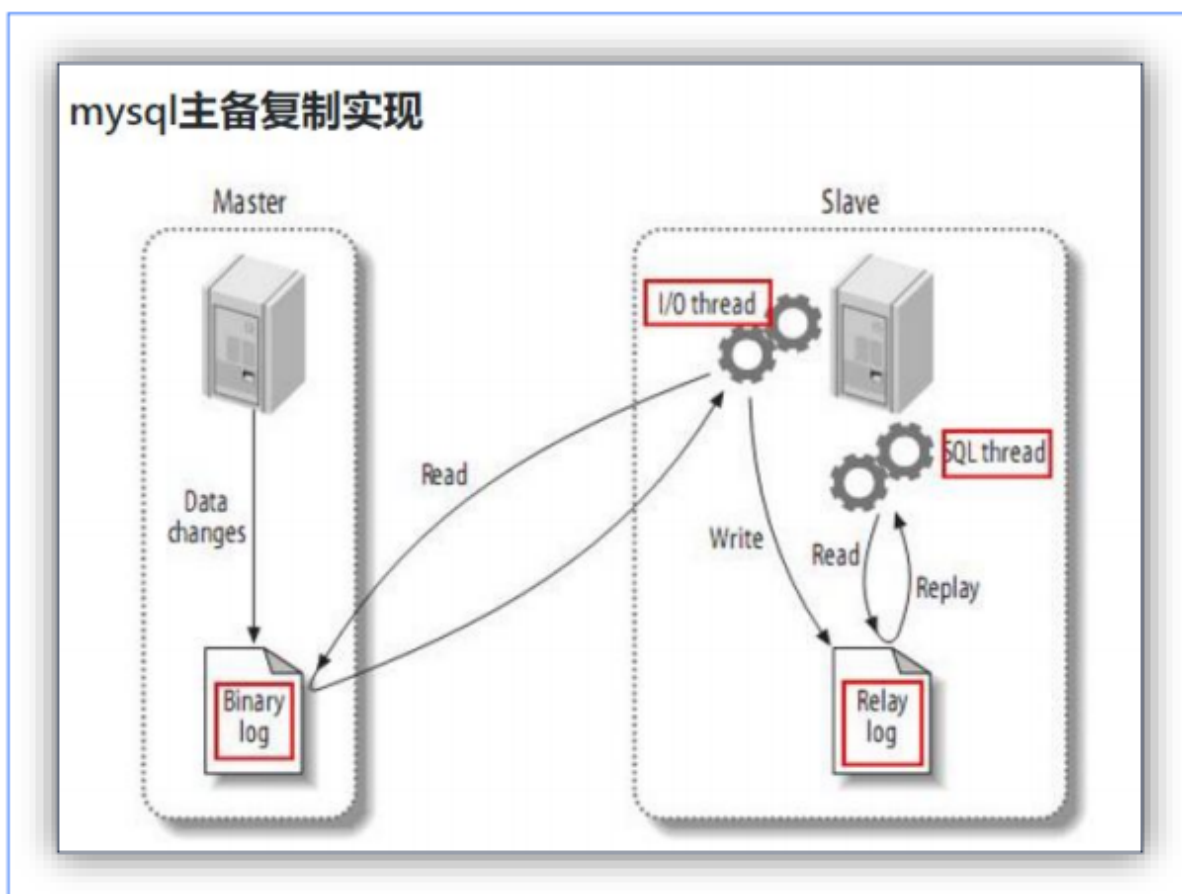 mysql主备复制实现
Master
Slave
I/O thread
SQL thread
Read
Data
changes
Write
Read
Replay
Binary
log
Relay
log